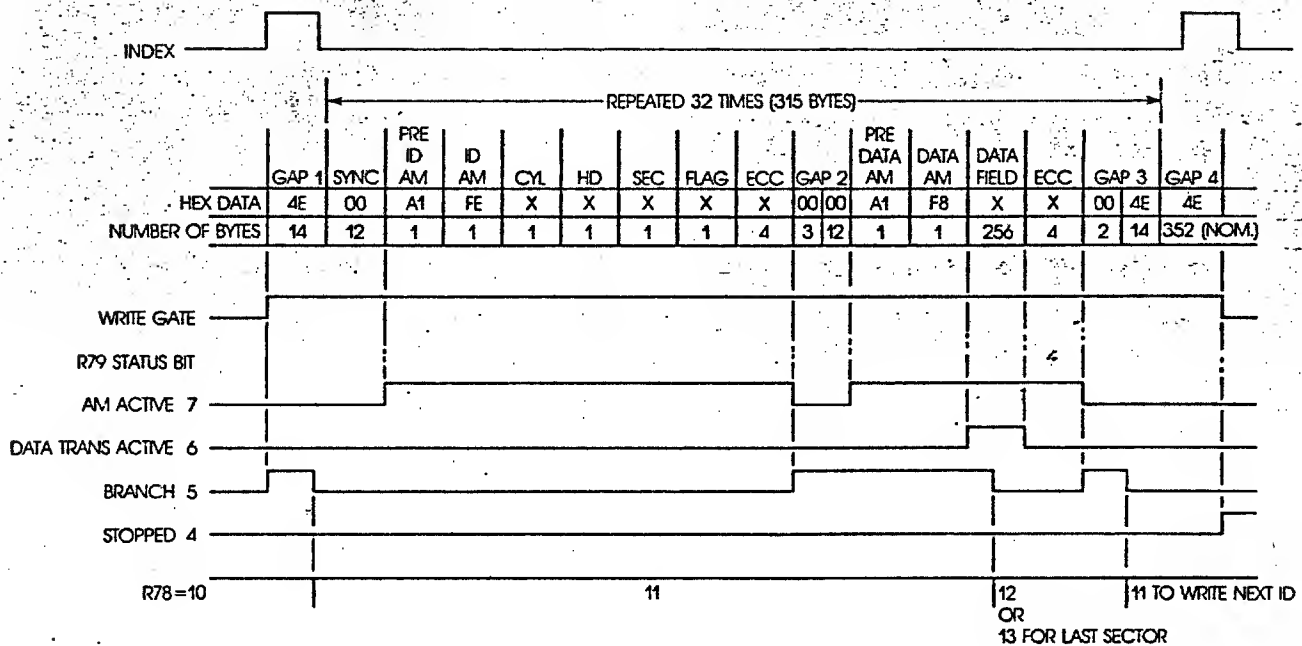 INDEX
REPEATED 32 TIMES (315 BYTES)
GAP 1 SYNC PRE ID AM ID AM CYL HD SEC FLAG ECC GAP 2 PRE DATA AM DATA AM DATA FIELD ECC GAP 3 GAP 4
HEX DATA 4E 00 A1 FE X X X X X 00 00 A1 F8 X X 00 4E 4E
NUMBER OF BYTES 14 12 1 1 1 1 1 1 4 3 12 1 1 256 4 2 14 352 (NOM.)
WRITE GATE
R79 STATUS BIT
AM ACTIVE 7
DATA TRANS ACTIVE 6
BRANCH 5
STOPPED 4
R78=10 11 12 11 TO WRITE NEXT ID
OR
13 FOR LAST SECTOR